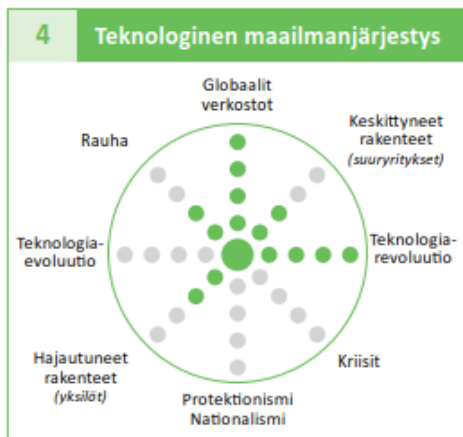 4 Teknologinen maailmanjärjestys
Globaalit
verkostot
Keskittyneet
rakenteet
(suuryritykset)
Rauha
Teknologia-
evoluutio
Teknologia-
revoluutio
Hajautuneet
rakenteet
(yksilöt)
Kriisit
Protektionismi
Nationalismi